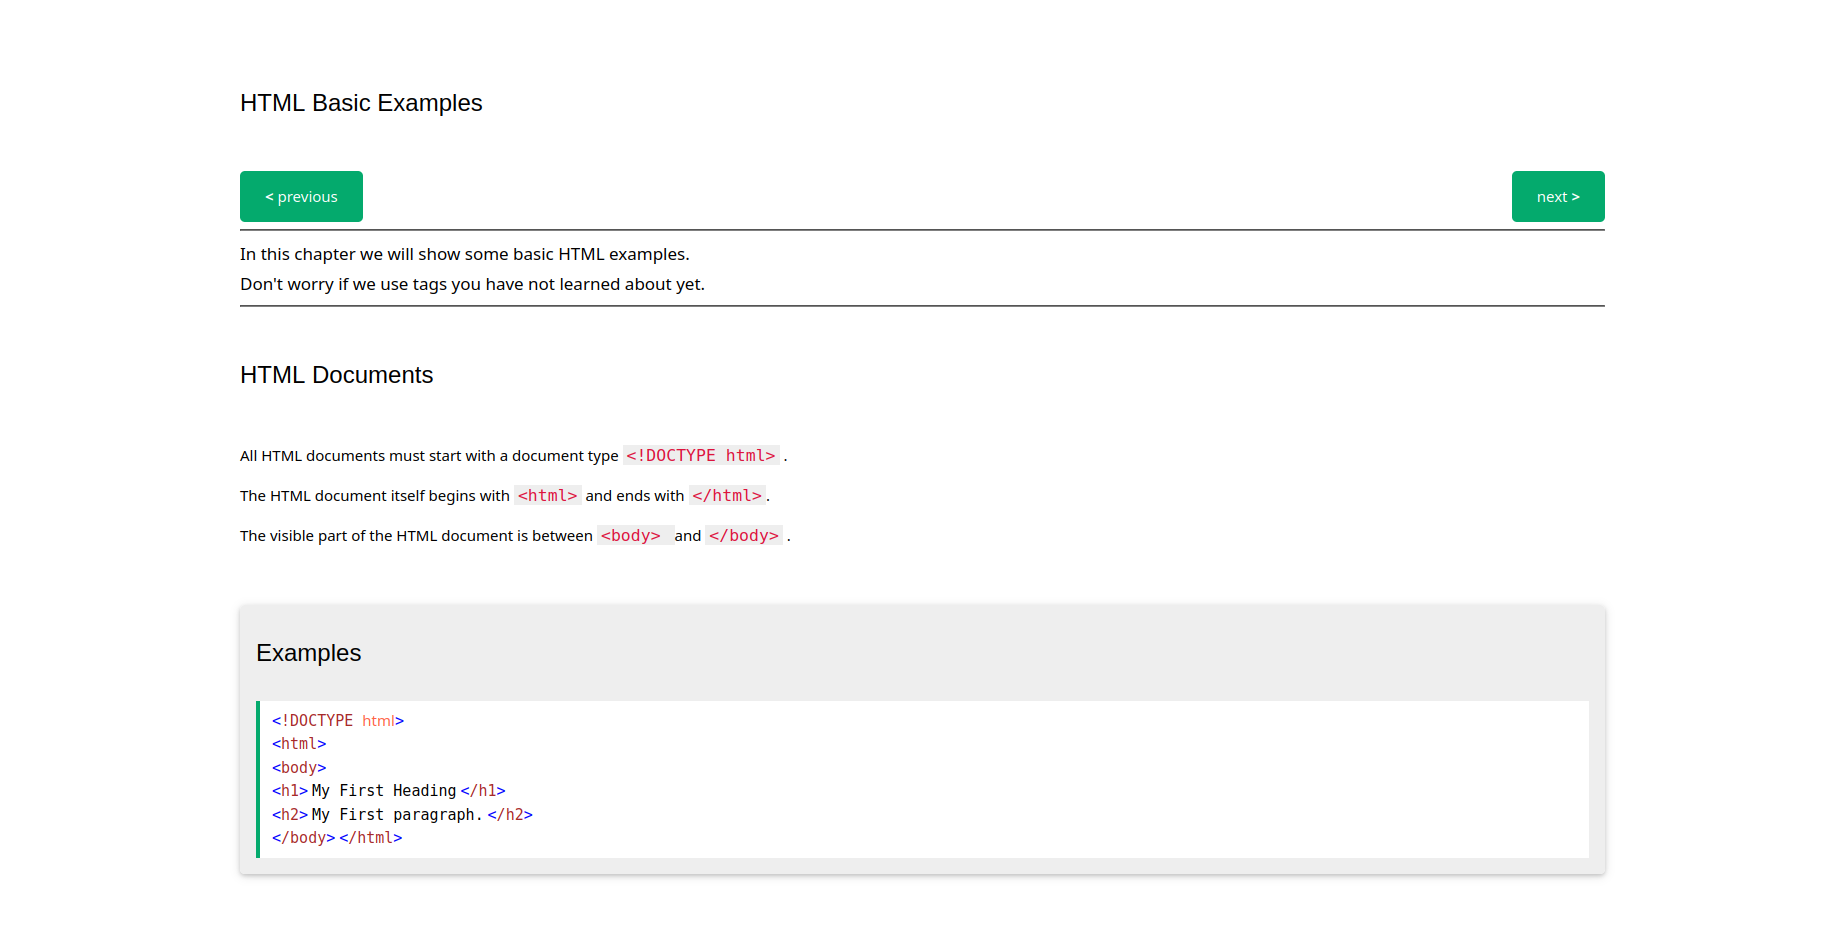 HTML Basic Examples
< previous
next >
In this chapter we will show some basic HTML examples.
Don't worry if we use tags you have not learned about yet.
HTML Documents
All HTML documents must start with a document type <!DOCTYPE html> .
The HTML document itself begins with <html> and ends with </html>.
The visible part of the HTML document is between <body> and </body> .
Examples
<!DOCTYPE html>
<html>
<body>
<h1> My First Heading </h1>
<h2> My First paragraph. </h2>
</body> </html>